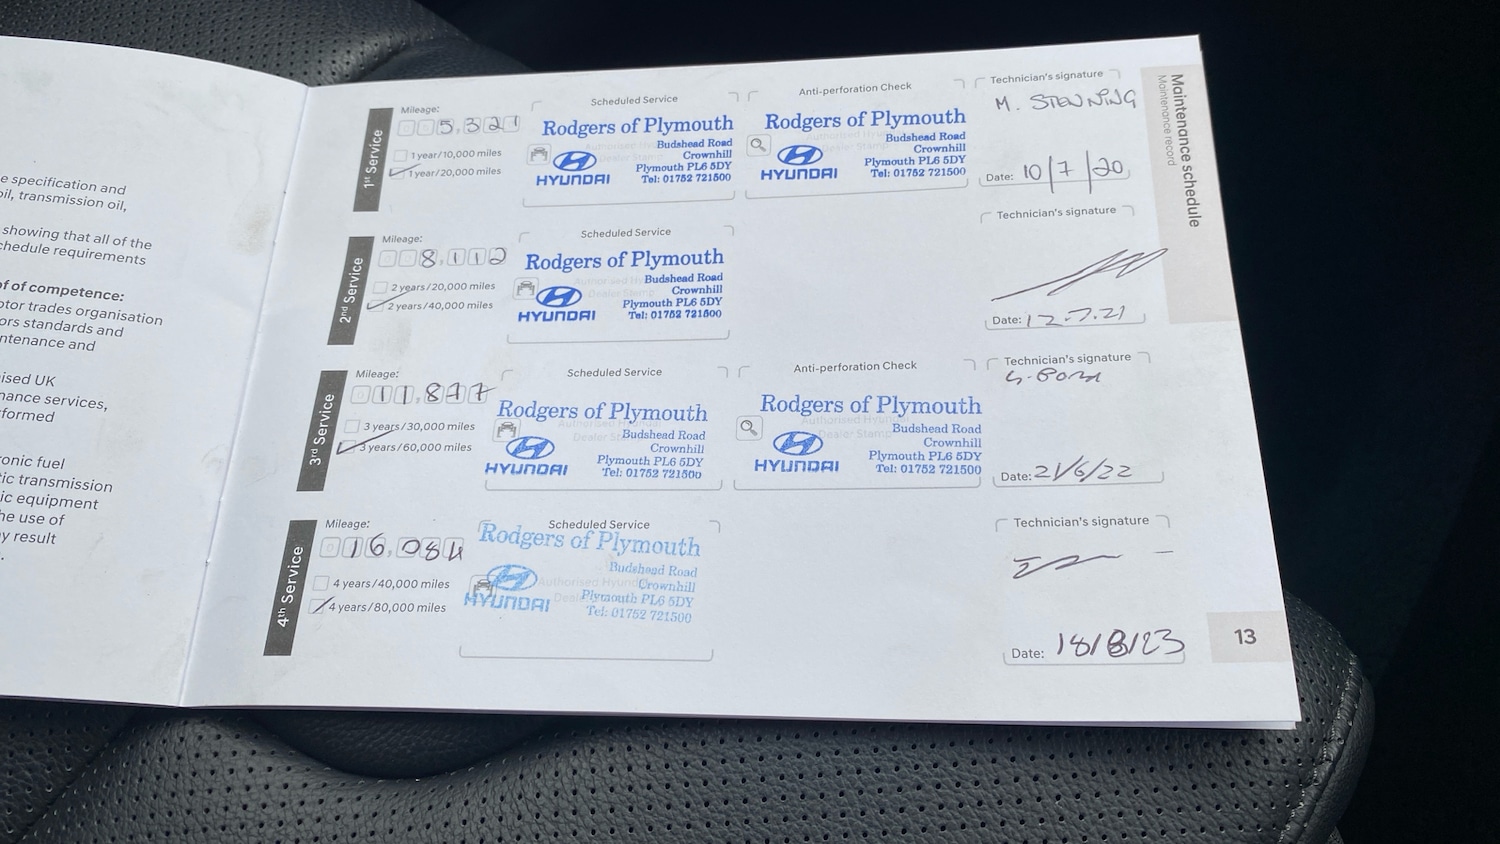 e specification and
oil, transmission oil,
showing that all of the
chedule requirements
of of competence:
otor trades organisation
ors standards and
ntenance and
ised UK
nance services,
rformed
ronic fuel
tic transmission
ic equipment
he use of
y result
Maintenance schedule
Maintenance record
1st Service
Mileage:
005,321
1 year/10,000 miles
1 year/20,000 miles
Scheduled Service
Rodgers of Plymouth
Budshead Road
Crownhill
Plymouth PL6 5DY
Tel: 01752 721500
HYUNDAI
Anti-perforation Check
Rodgers of Plymouth
Budshead Road
Crownhill
Plymouth PL6 5DY
Tel: 01752 721500
HYUNDAI
Technician's signature
M. STENNING
Date: 10/7/20
2nd Service
Mileage:
008,112
2 years/20,000 miles
2 years/40,000 miles
Scheduled Service
Rodgers of Plymouth
Budshead Road
Crownhill
Plymouth PL6 5DY
Tel: 01752 721500
HYUNDAI
Technician's signature
Date: 12.7.21
3rd Service
Mileage:
011,877
3 years/30,000 miles
3 years/60,000 miles
Scheduled Service
Rodgers of Plymouth
Budshead Road
Crownhill
Plymouth PL6 5DY
Tel: 01752 721500
HYUNDAI
Anti-perforation Check
Rodgers of Plymouth
Budshead Road
Crownhill
Plymouth PL6 5DY
Tel: 01752 721500
HYUNDAI
Technician's signature
Date: 21/6/22
4th Service
Mileage:
016,084
4 years/40,000 miles
4 years/80,000 miles
Scheduled Service
Rodgers of Plymouth
Budshead Road
Crownhill
Plymouth PL6 5DY
Tel: 01752 721500
HYUNDAI
Technician's signature
Date: 18/8/23
13